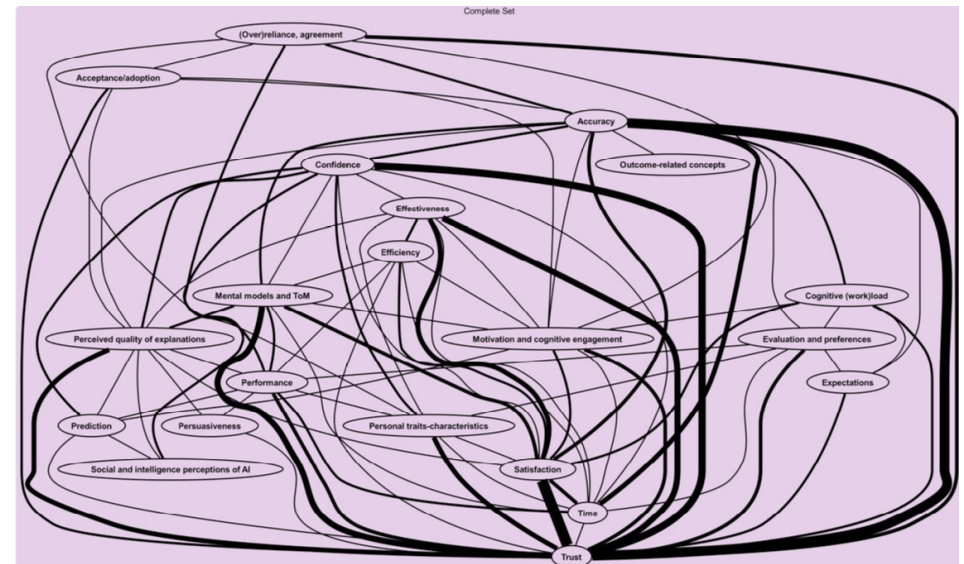 Complete Set
(Over)reliance, agreement
Acceptance/adoption
Accuracy
Confidence
Outcome-related concepts
Effectiveness
Efficiency
Mental models and ToM
Cognitive (work)load
Perceived quality of explanations
Motivation and cognitive engagement
Evaluation and preferences
Performance
Expectations
Prediction
Persuasiveness
Personal traits-characteristics
Social and intelligence perceptions of AI
Satisfaction
Time
Trust